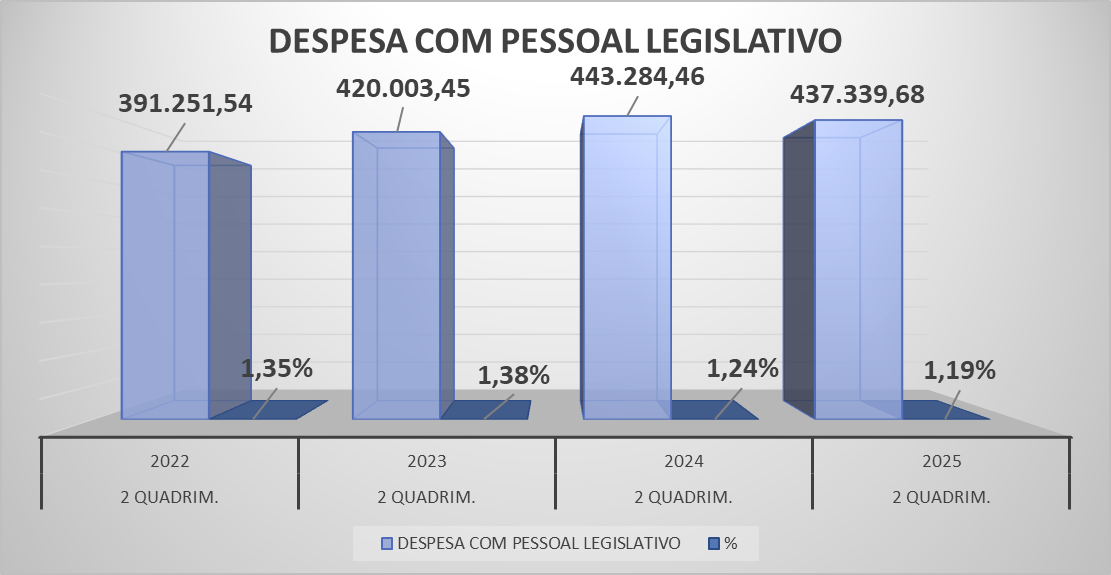 DESPESA COM PESSOAL LEGISLATIVO
391.251,54
420.003,45
443.284,46
437.339,68
1,35%
1,38%
1,24%
1,19%
2022
2023
2024
2025
2 QUADRIM.
2 QUADRIM.
2 QUADRIM.
2 QUADRIM.
DESPESA COM PESSOAL LEGISLATIVO
%